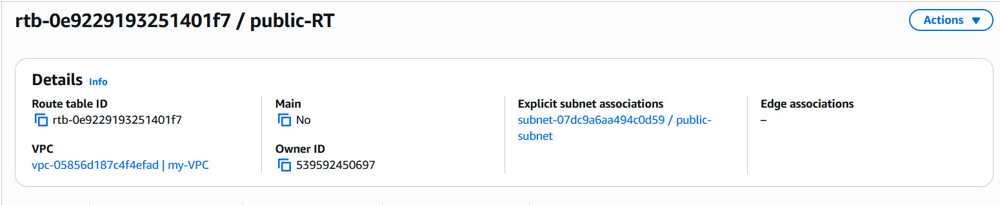 rtb-0e9229193251401f7 / public-RT
Actions
Details Info
Route table ID
rtb-0e9229193251401f7
Main
No
Explicit subnet associations
subnet-07dc9a6aa494c0d59 / public-
subnet
Edge associations
–
VPC
vpc-05856d187c4f4efad | my-VPC
Owner ID
539592450697